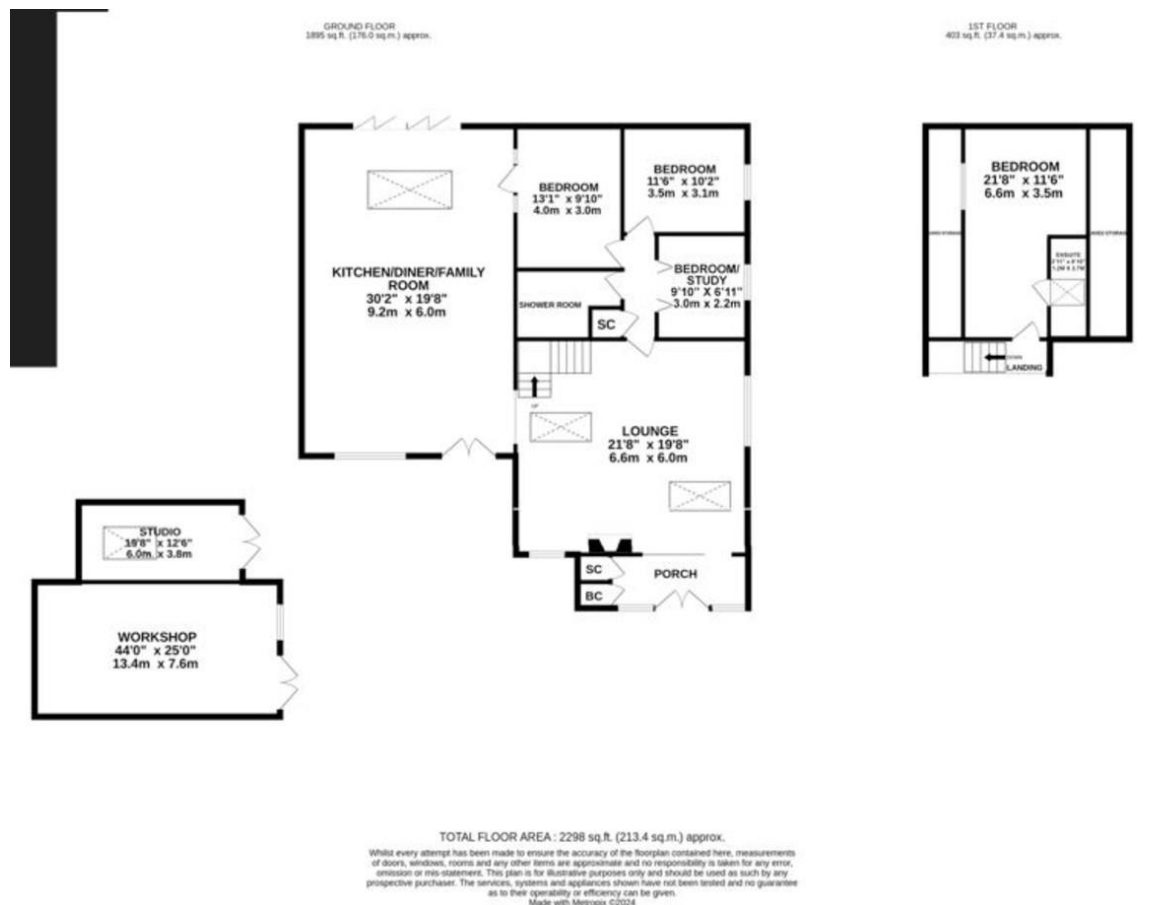 GROUND FLOOR
1895 sq.ft. (176.0 sq.m.) approx.
1ST FLOOR
403 sq.ft. (37.4 sq.m.) approx.
KITCHEN/DINER/FAMILY
ROOM
30'2" x 19'8"
9.2m x 6.0m
BEDROOM
13'1" x 9'10"
4.0m x 3.0m
BEDROOM
11'6" x 10'2"
3.5m x 3.1m
BEDROOM/
STUDY
9'10" X 6'11"
3.0m x 2.2m
SHOWER ROOM
SC
UP
LOUNGE
21'8" x 19'8"
6.6m x 6.0m
SC
BC
PORCH
BEDROOM
21'8" x 11'6"
6.6m x 3.5m
ENSUITE
DOWN
LANDING
STUDIO
19'8" x 12'6"
6.0m x 3.8m
WORKSHOP
44'0" x 25'0"
13.4m x 7.6m
TOTAL FLOOR AREA : 2298 sq.ft. (213.4 sq.m.) approx.
Whilst every attempt has been made to ensure the accuracy of the floorplan contained here, measurements
of doors, windows, rooms and any other items are approximate and no responsibility is taken for any error,
omission or mis-statement. This plan is for illustrative purposes only and should be used as such by any
prospective purchaser. The services, systems and appliances shown have not been tested and no guarantee
as to their operability or efficiency can be given.
Made with Metropix ©2024